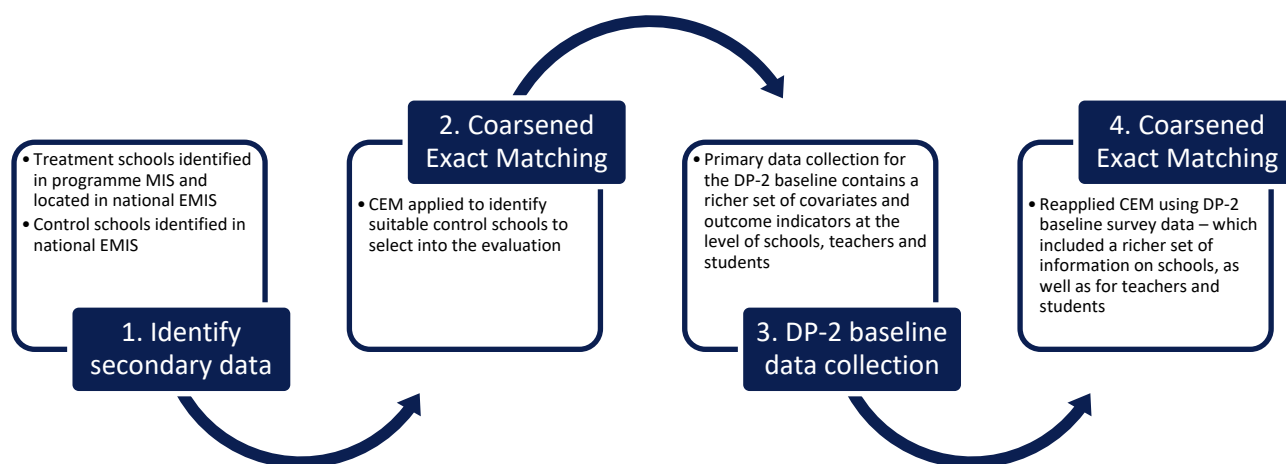 • Treatment schools identified
in programme MIS and
located in national EMIS
• Control schools identified in
national EMIS
1. Identify
secondary data
2. Coarsened
Exact Matching
• CEM applied to identify
suitable control schools to
select into the evaluation
• Primary data collection for
the DP-2 baseline contains a
richer set of covariates and
outcome indicators at the
level of schools, teachers and
students
3. DP-2 baseline
data collection
4. Coarsened
Exact Matching
• Reapplied CEM using DP-2
baseline survey data – which
included a richer set of
information on schools, as
well as for teachers and
students